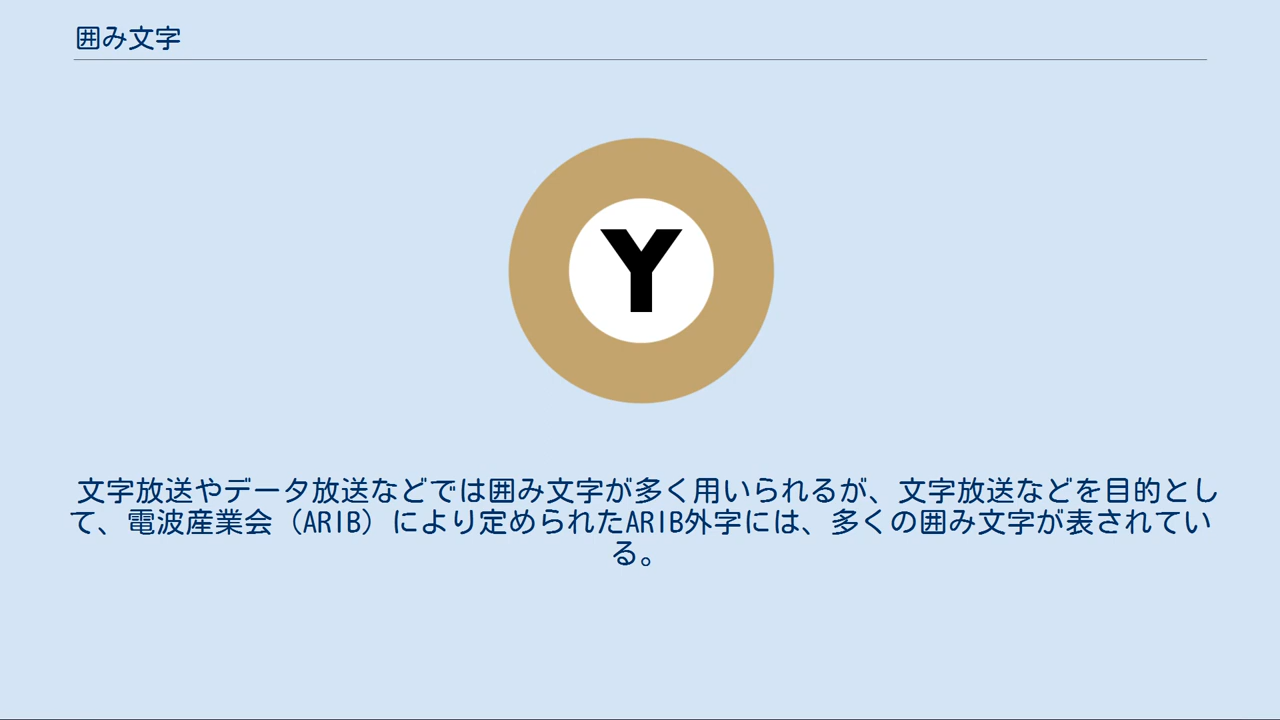 囲み文字
Y
文字放送やデータ放送などでは囲み文字が多く用いられるが、文字放送などを目的とし
て、電波産業会（ARIB）により定められたARIB外字には、多くの囲み文字が表されてい
る。